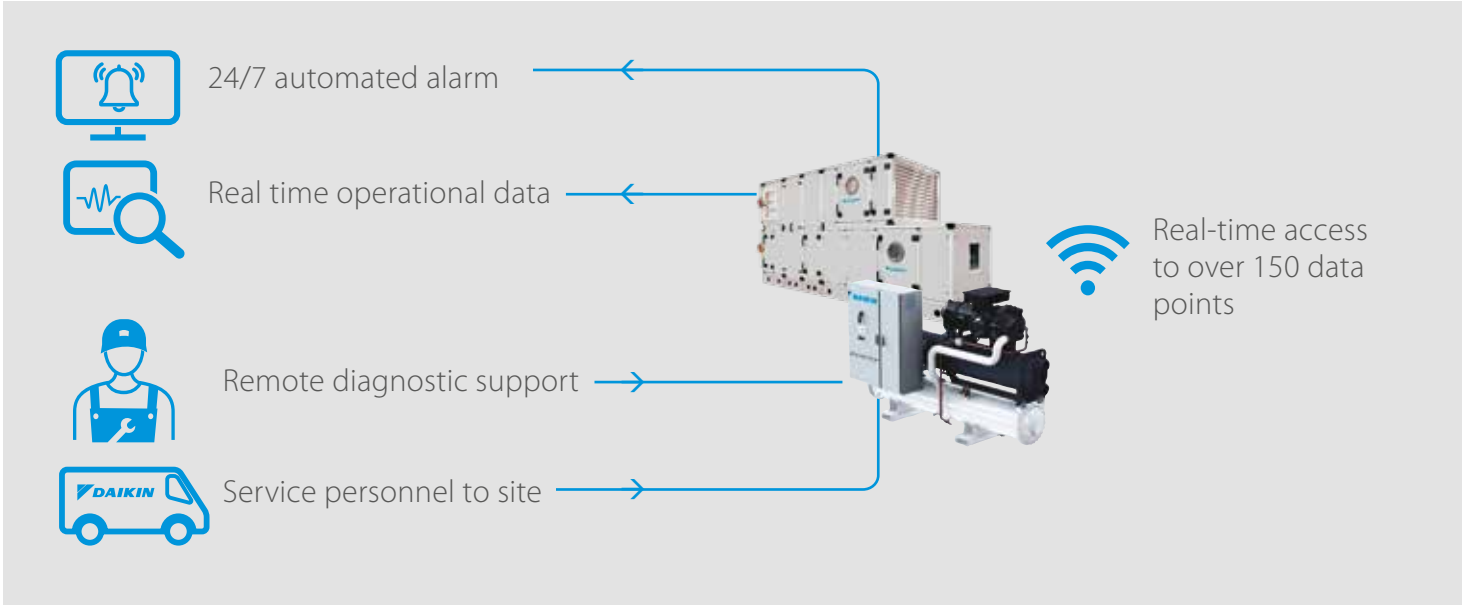 24/7 automated alarm
Real time operational data
Real-time access
to over 150 data
points
Remote diagnostic support
DAIKIN
Service personnel to site